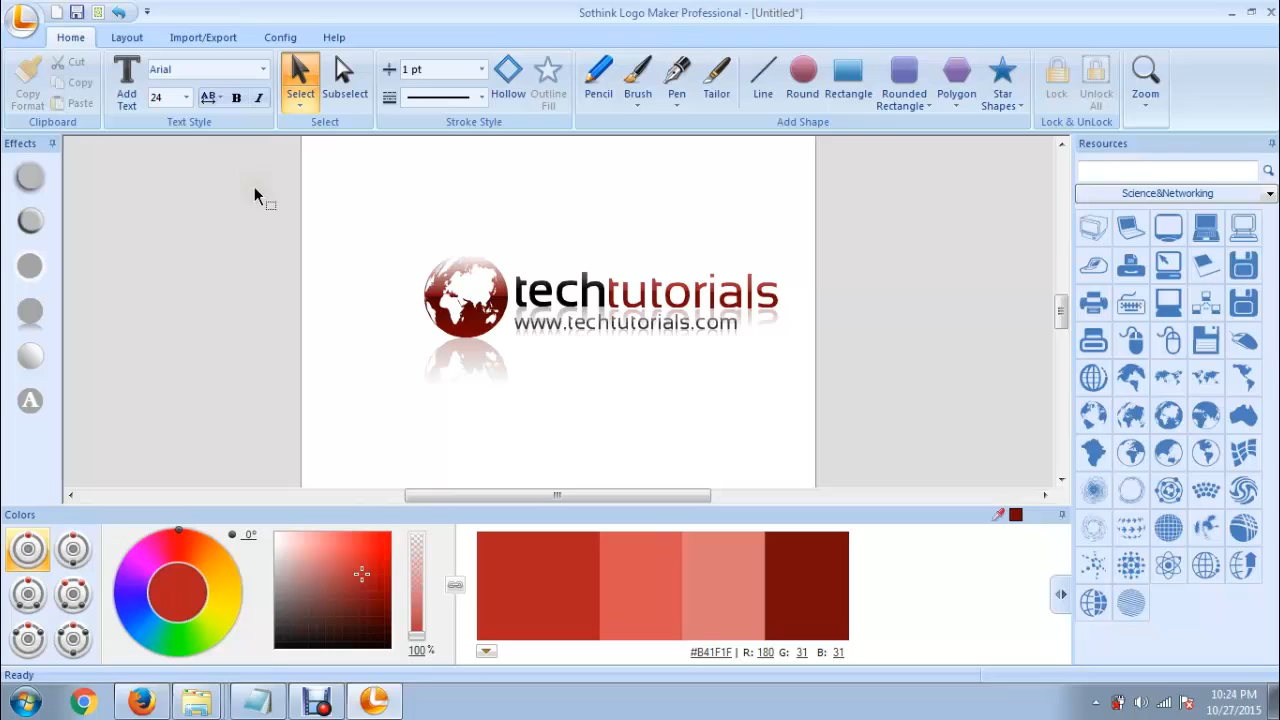 Sothink Logo Maker Professional - [Untitled*]
Home Layout Import/Export Config Help
Copy Format
Cut
Copy
Paste
Clipboard
Add Text
Arial
24
AB B I
Text Style
Select
Subselect
Select
1 pt
Hollow
Outline Fill
Stroke Style
Pencil
Brush
Pen
Tailor
Line
Round
Rectangle
Rounded Rectangle
Polygon
Star Shapes
Add Shape
Lock
Unlock All
Lock & UnLock
Zoom
Effects
A
techtutorials
www.techtutorials.com
Resources
Science&Networking
Colors
0°
100 %
#B41F1F | R: 180 G: 31 B: 31
Ready
10:24 PM
10/27/2015